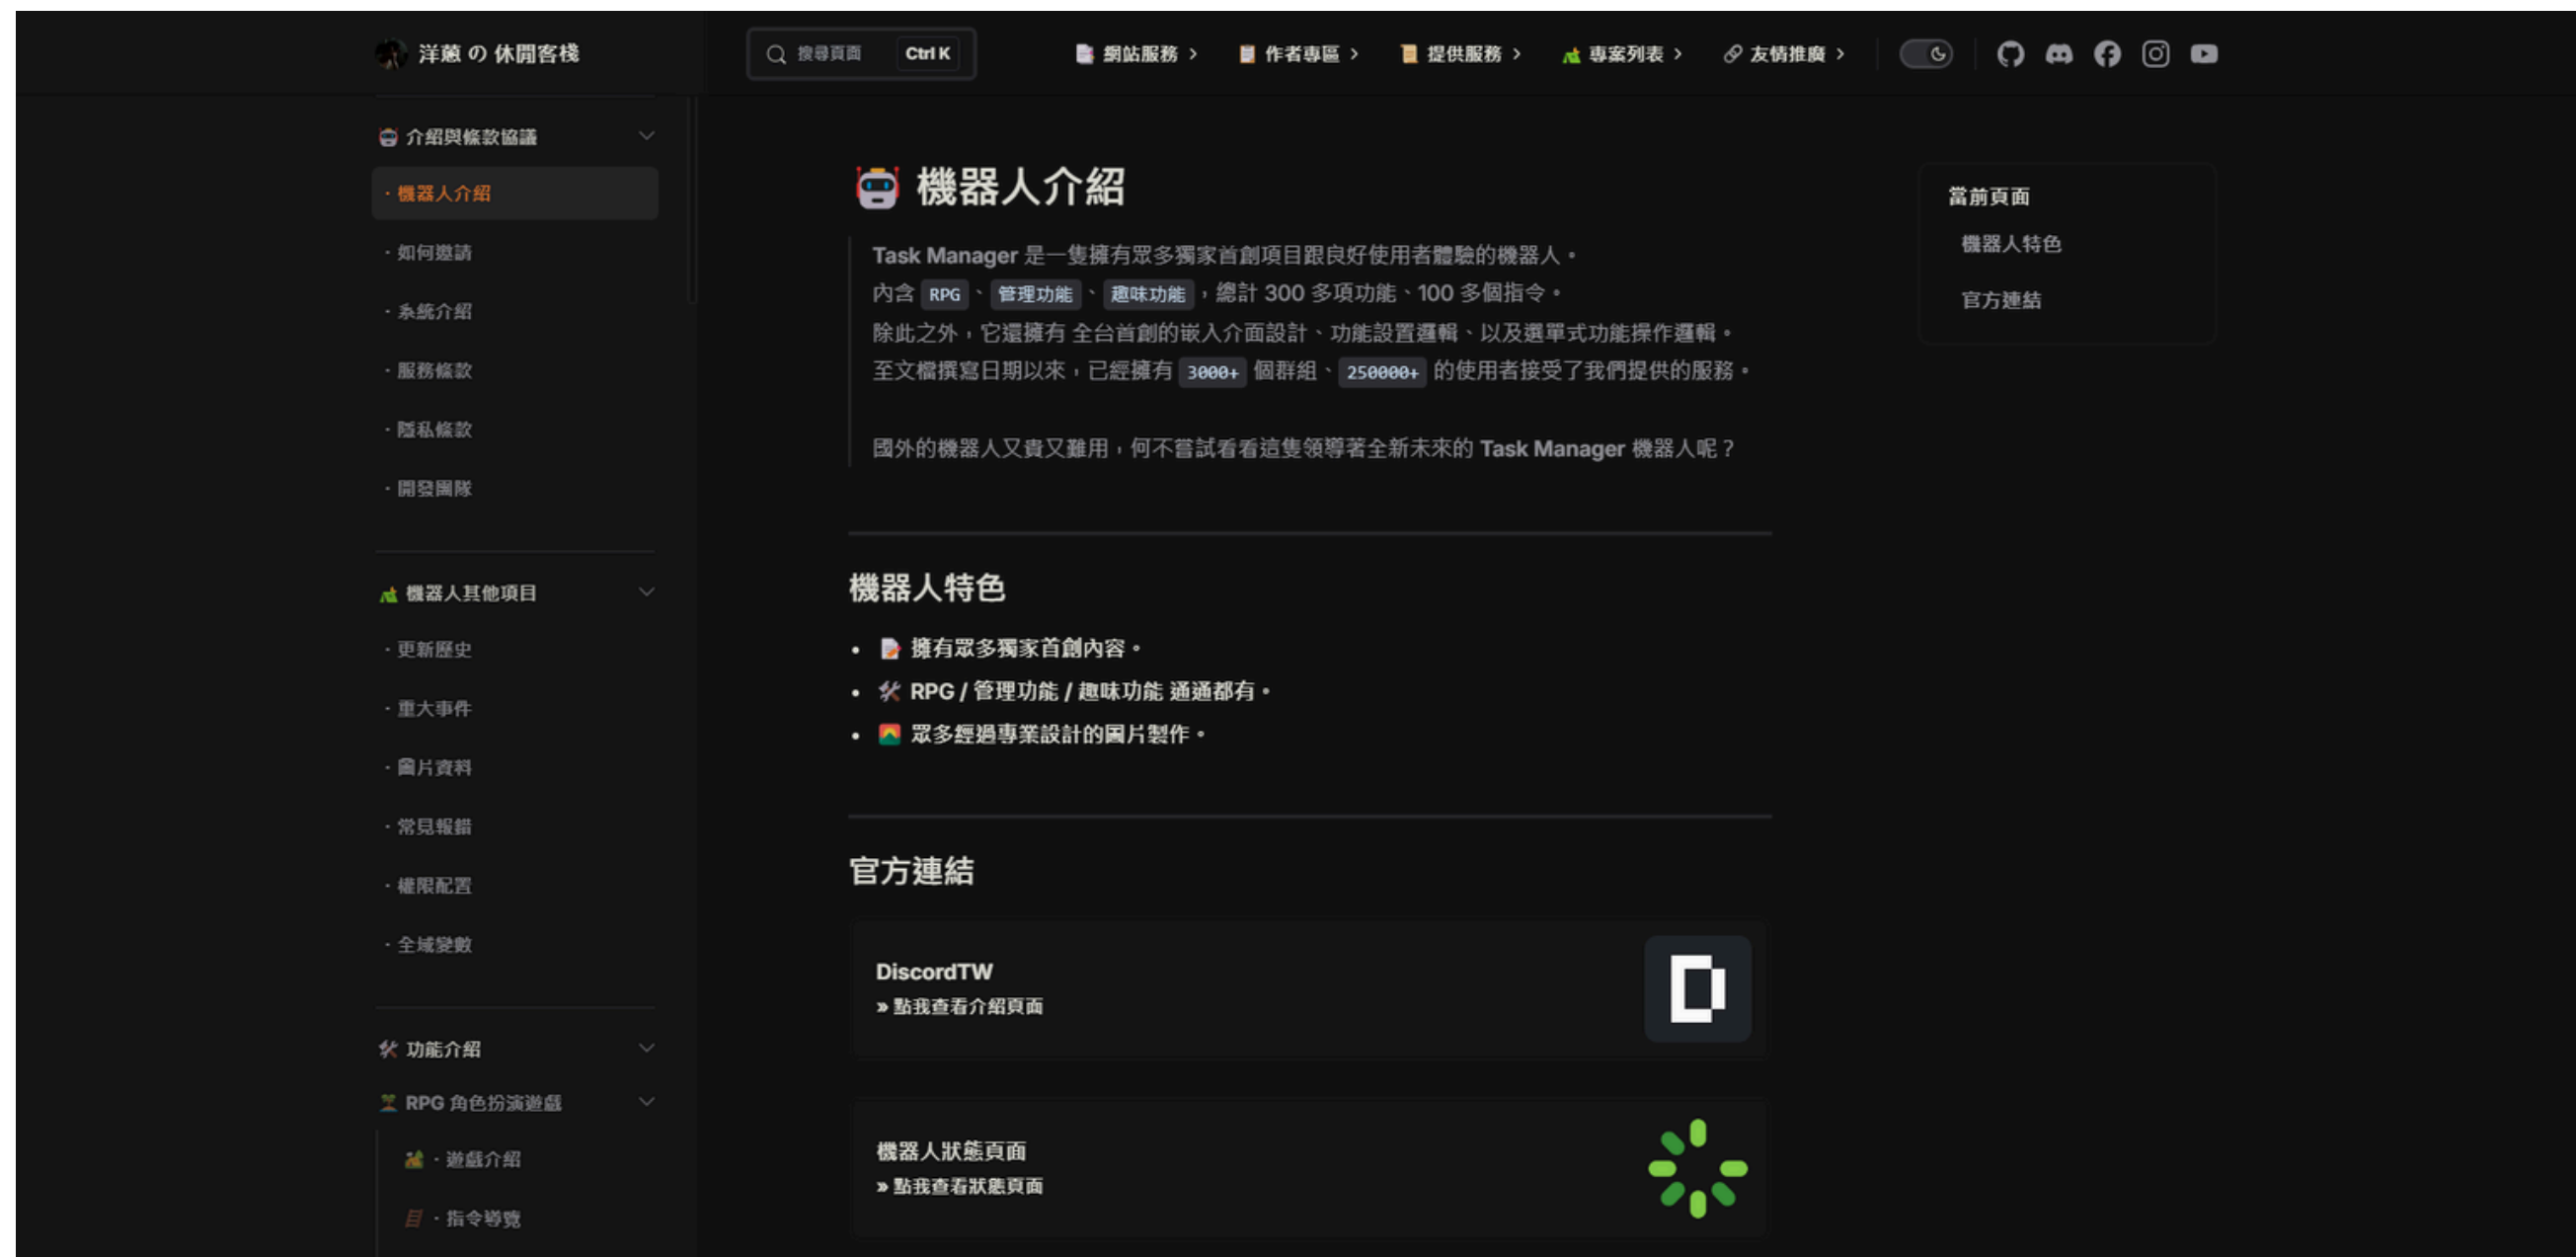 洋蔥 の 休閒客棧
搜尋頁面 Ctrl K
網站服務
作者專區
提供服務
專案列表
友情推廣
介紹與條款協議
· 機器人介紹
· 如何邀請
· 系統介紹
· 服務條款
· 隱私條款
· 開發團隊
機器人其他項目
· 更新歷史
· 重大事件
· 圖片資料
· 常見報錯
· 權限配置
· 全域變數
功能介紹
RPG 角色扮演遊戲
· 遊戲介紹
· 指令導覽
機器人介紹
Task Manager 是一隻擁有眾多獨家首創項目跟良好使用者體驗的機器人。
內含 RPG、管理功能、趣味功能，總計 300 多項功能、100 多個指令。
除此之外，它還擁有 全台首創的嵌入介面設計、功能設置邏輯、以及選單式功能操作邏輯。
至文檔撰寫日期以來，已經擁有 3000+ 個群組、250000+ 的使用者接受了我們提供的服務。
國外的機器人又貴又難用，何不嘗試看看這隻領導著全新未來的 Task Manager 機器人呢？
機器人特色
• 擁有眾多獨家首創內容。
• RPG / 管理功能 / 趣味功能 通通都有。
• 眾多經過專業設計的圖片製作。
官方連結
DiscordTW
» 點我查看介紹頁面
機器人狀態頁面
» 點我查看狀態頁面
當前頁面
機器人特色
官方連結